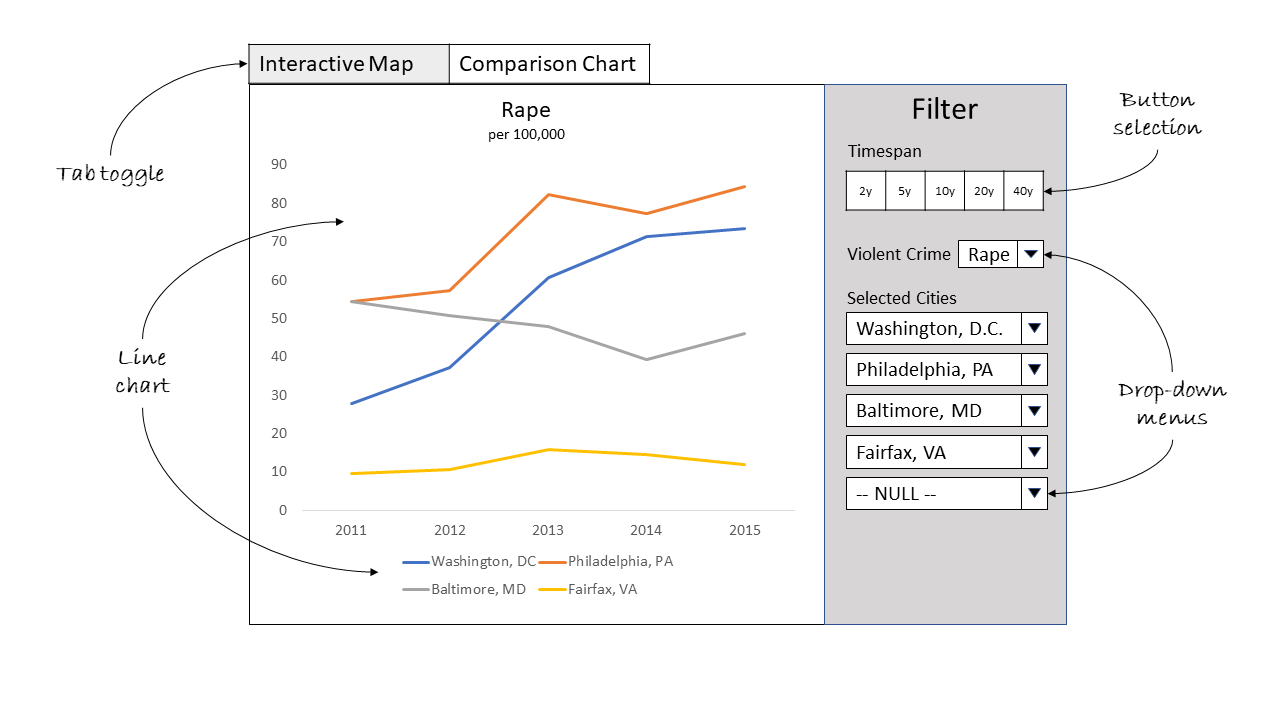 Interactive Map
Comparison Chart
Tab toggle
Line
chart
Rape
per 100,000
90
80
70
60
50
40
30
20
10
0
2011 2012 2013 2014 2015
Washington, DC Philadelphia, PA
Baltimore, MD Fairfax, VA
Filter
Timespan
2y 5y 10y 20y 40y
Violent Crime Rape
Selected Cities
Washington, D.C.
Philadelphia, PA
Baltimore, MD
Fairfax, VA
-- NULL --
Button
selection
Drop-down
menus